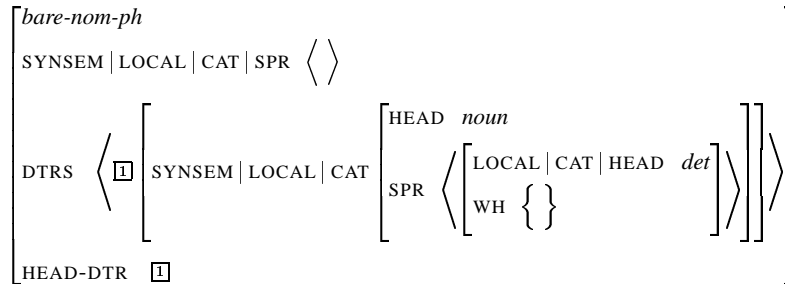 bare-nom-ph
SYNSEM | LOCAL | CAT | SPR ⟨ ⟩
HEAD noun
LOCAL | CAT | HEAD det
DTRS ⟨ 1 SYNSEM | LOCAL | CAT SPR ⟨ ⟩ ⟩
WH { }
HEAD-DTR 1